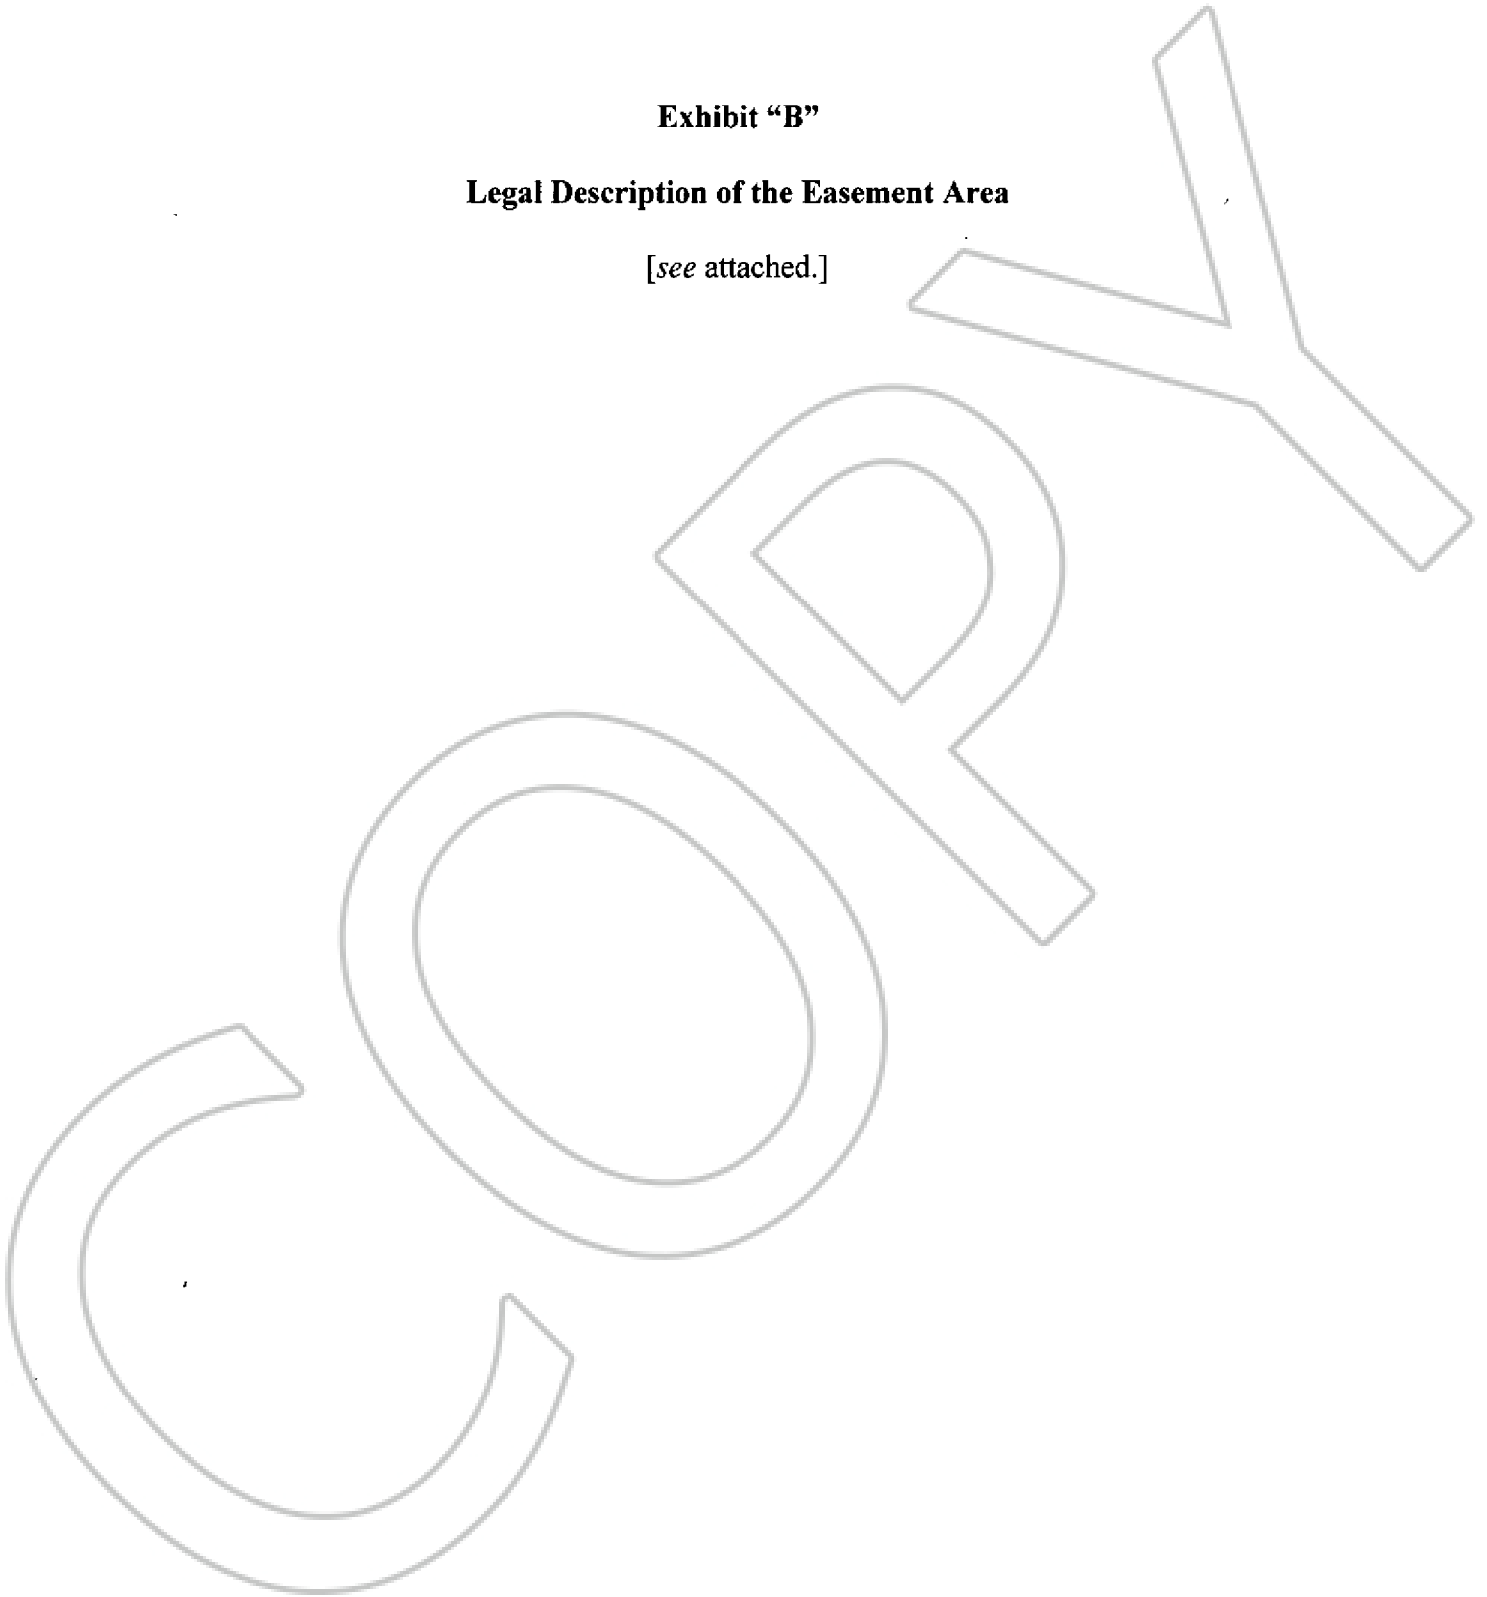 Exhibit “B”
Legal Description of the Easement Area
[see attached.]
COPY